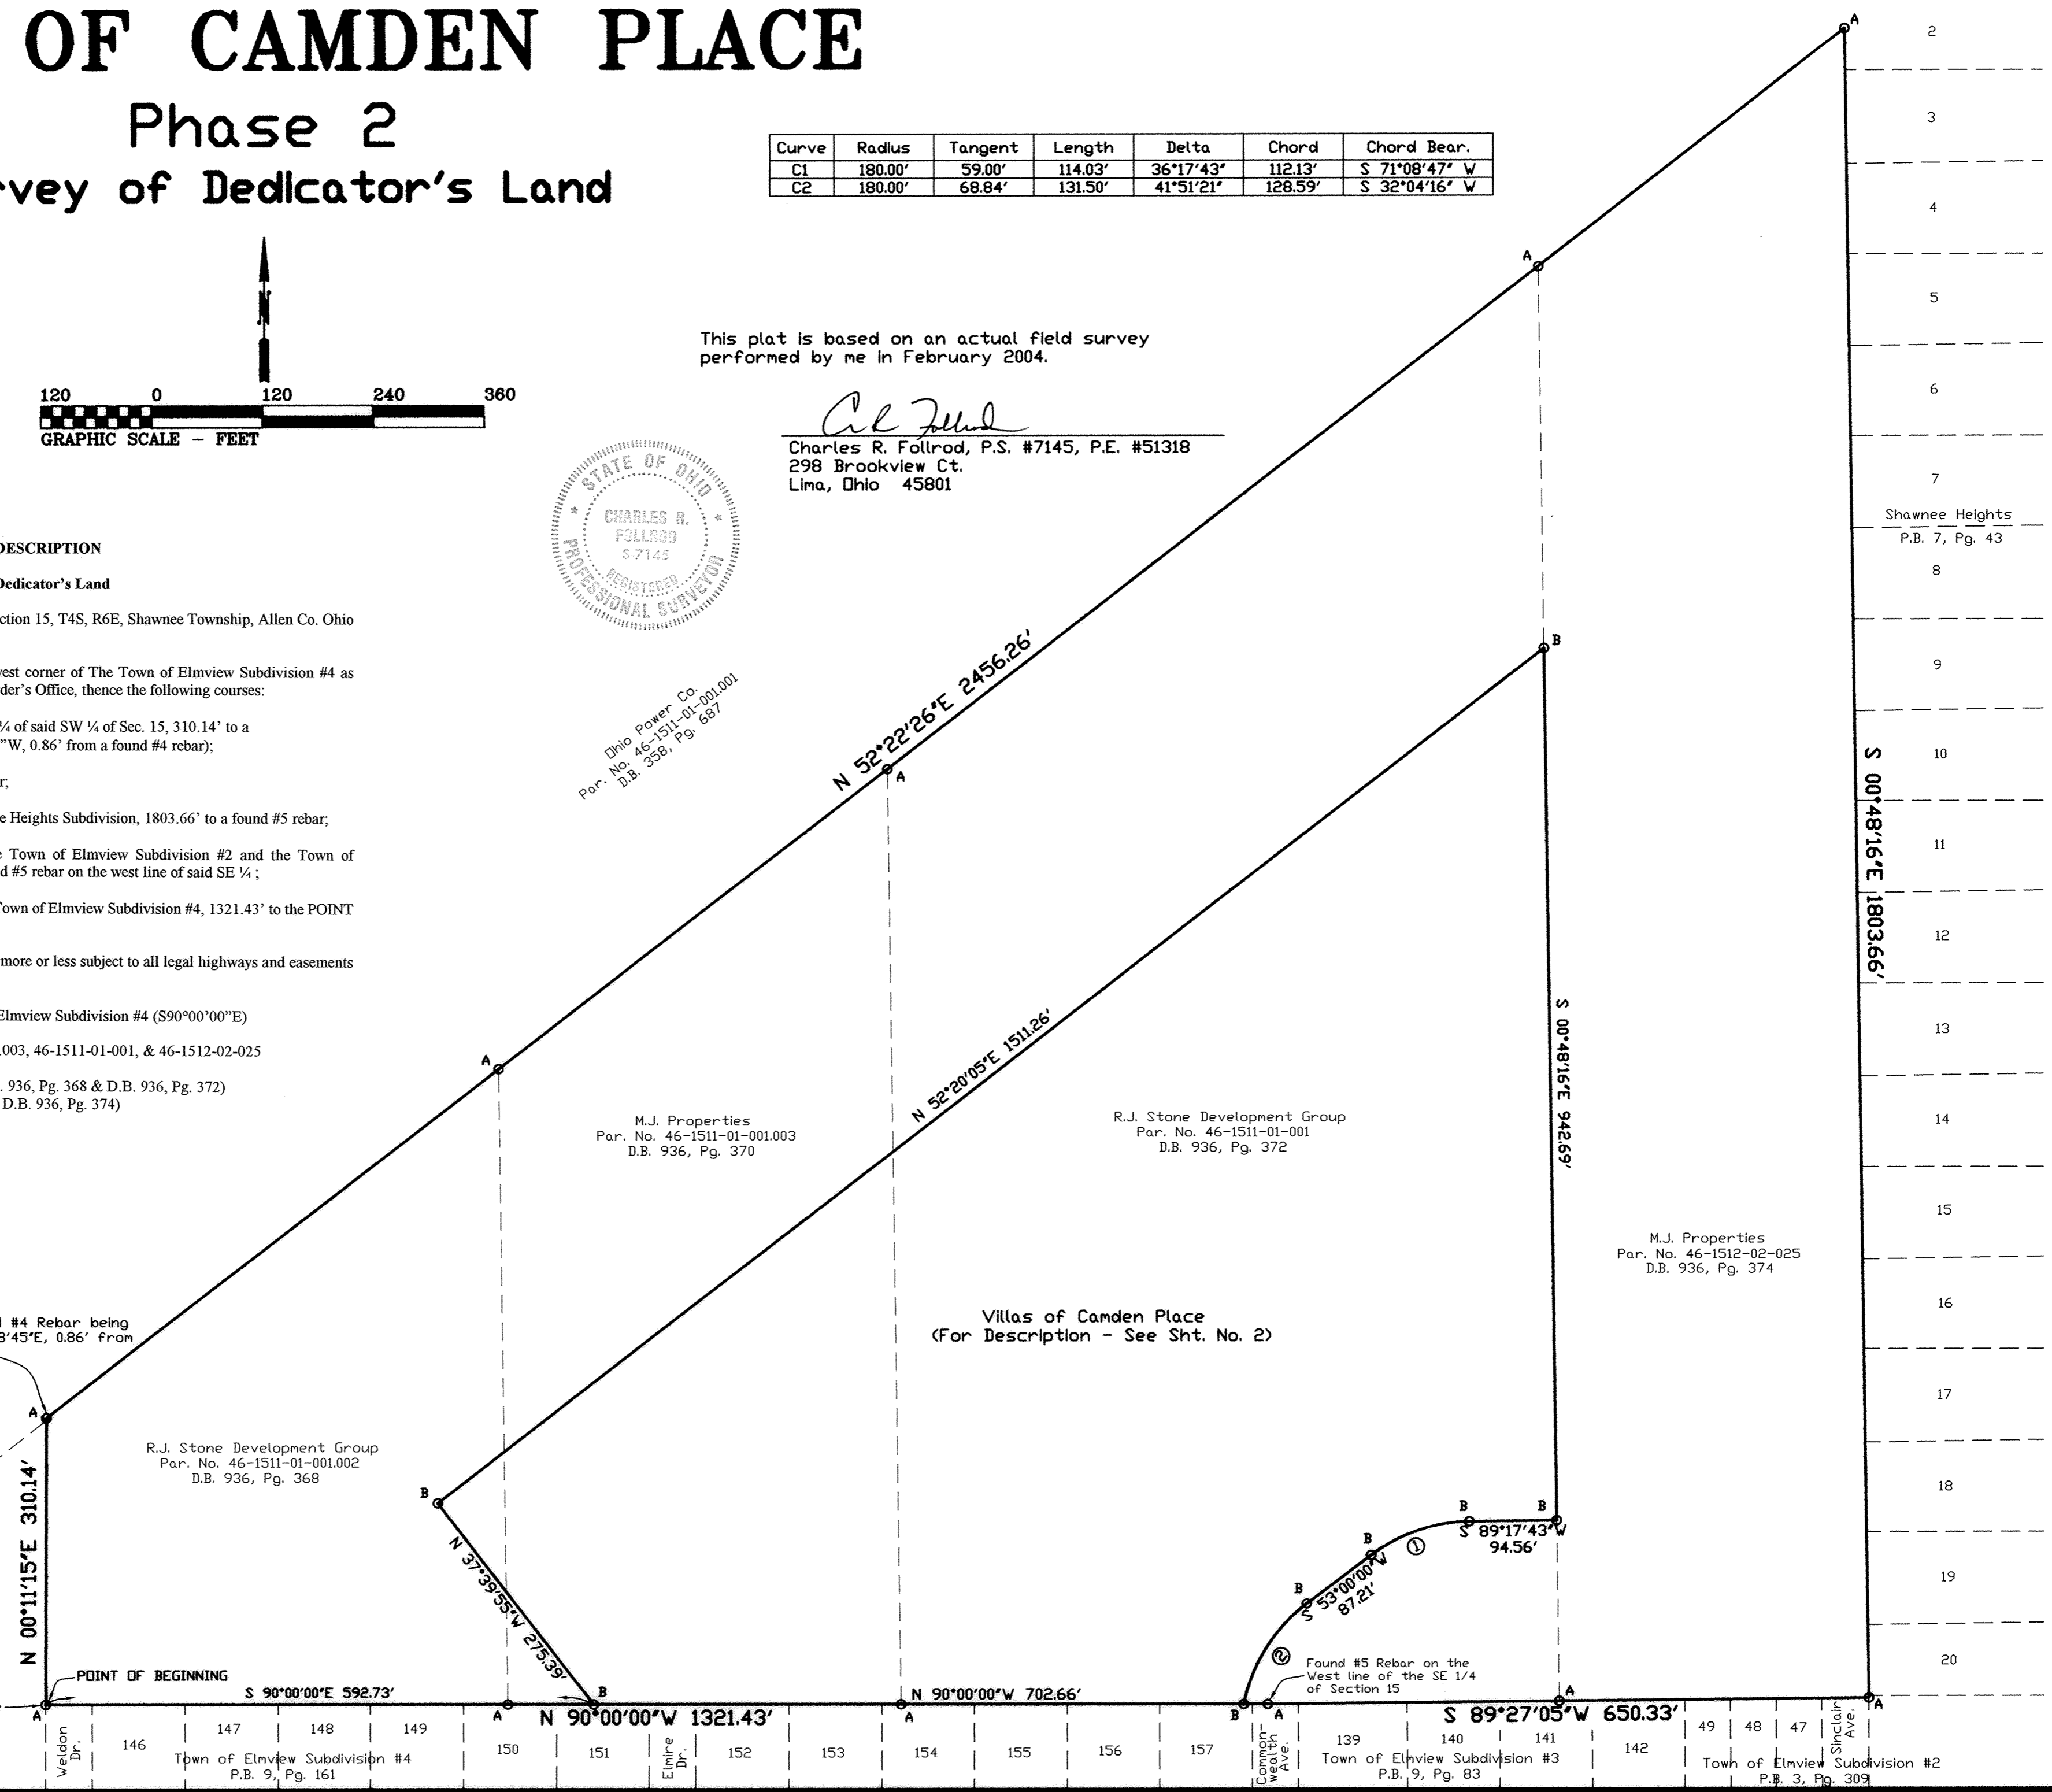 OF CAMDEN PLACE
Phase 2
vey of Dedicator's Land
Curve Radius Tangent Length Delta Chord Chord Bear.
C1 180.00' 59.00' 114.03' 36°17'43" 112.13' S 71°08'47" W
C2 180.00' 68.84' 131.50' 41°51'21" 128.59' S 32°04'16" W
N
120 0 120 240 360
GRAPHIC SCALE – FEET
This plat is based on an actual field survey
performed by me in February 2004.
Charles R. Follrod, P.S. #7145, P.E. #51318
298 Brookview Ct.
Lima, Ohio 45801
STATE OF OHIO
CHARLES R.
FOLLROD
S-7145
REGISTERED
PROFESSIONAL SURVEYOR
DESCRIPTION
Dedicator's Land
ction 15, T4S, R6E, Shawnee Township, Allen Co. Ohio
vest corner of The Town of Elmview Subdivision #4 as
der's Office, thence the following courses:
¼ of said SW ¼ of Sec. 15, 310.14' to a
"W, 0.86' from a found #4 rebar);
r;
e Heights Subdivision, 1803.66' to a found #5 rebar;
e Town of Elmview Subdivision #2 and the Town of
d #5 rebar on the west line of said SE ¼ ;
Town of Elmview Subdivision #4, 1321.43' to the POINT
more or less subject to all legal highways and easements
Elmview Subdivision #4 (S90°00'00"E)
.003, 46-1511-01-001, & 46-1512-02-025
. 936, Pg. 368 & D.B. 936, Pg. 372)
D.B. 936, Pg. 374)
Ohio Power Co.
Par. No. 46-1511-01-001.001
D.B. 358, Pg. 687
N 52°22'26"E 2456.26'
A
A
A
A
A
B
B
N 52°20'05"E 1511.26'
S 00°48'16"E 942.69'
S 00°48'16"E 1803.66'
2
3
4
5
6
7
Shawnee Heights
P.B. 7, Pg. 43
8
9
10
11
12
13
14
15
16
17
18
19
20
M.J. Properties
Par. No. 46-1511-01-001.003
D.B. 936, Pg. 370
R.J. Stone Development Group
Par. No. 46-1511-01-001
D.B. 936, Pg. 372
M.J. Properties
Par. No. 46-1512-02-025
D.B. 936, Pg. 374
Villas of Camden Place
(For Description - See Sht. No. 2)
#4 Rebar being
8'45"E, 0.86' from
R.J. Stone Development Group
Par. No. 46-1511-01-001.002
D.B. 936, Pg. 368
N 00°11'15"E 310.14'
N 37°39'55"W 275.39'
B B
S 89°17'43"W
94.56'
1
B
S 53°00'00"W
87.21'
B
2
Found #5 Rebar on the
West line of the SE 1/4
of Section 15
POINT OF BEGINNING
S 90°00'00"E 592.73'
B
N 90°00'00"W 702.66'
A A A B A A A
N 90°00'00"W 1321.43'
S 89°27'05"W 650.33'
Weldon
Dr.
146 147 148 149 150 151
Elmire
Dr.
152 153 154 155 156 157
Common-
wealth
Ave.
139 140 141 142 49 48 47
Sinclair
Ave.
Town of Elmview Subdivision #4
P.B. 9, Pg. 161
Town of Elmview Subdivision #3
P.B. 9, Pg. 83
Town of Elmview Subdivision #2
P.B. 3, Pg. 309